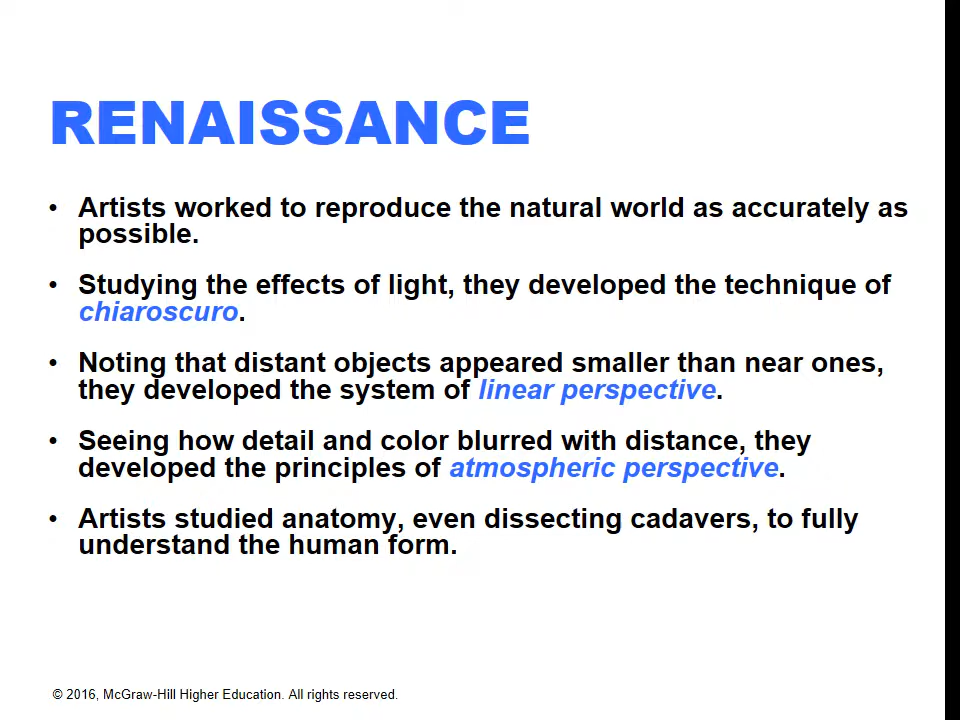 RENAISSANCE
• Artists worked to reproduce the natural world as accurately as
possible.
• Studying the effects of light, they developed the technique of
chiaroscuro.
• Noting that distant objects appeared smaller than near ones,
they developed the system of linear perspective.
• Seeing how detail and color blurred with distance, they
developed the principles of atmospheric perspective.
• Artists studied anatomy, even dissecting cadavers, to fully
understand the human form.
© 2016, McGraw-Hill Higher Education. All rights reserved.